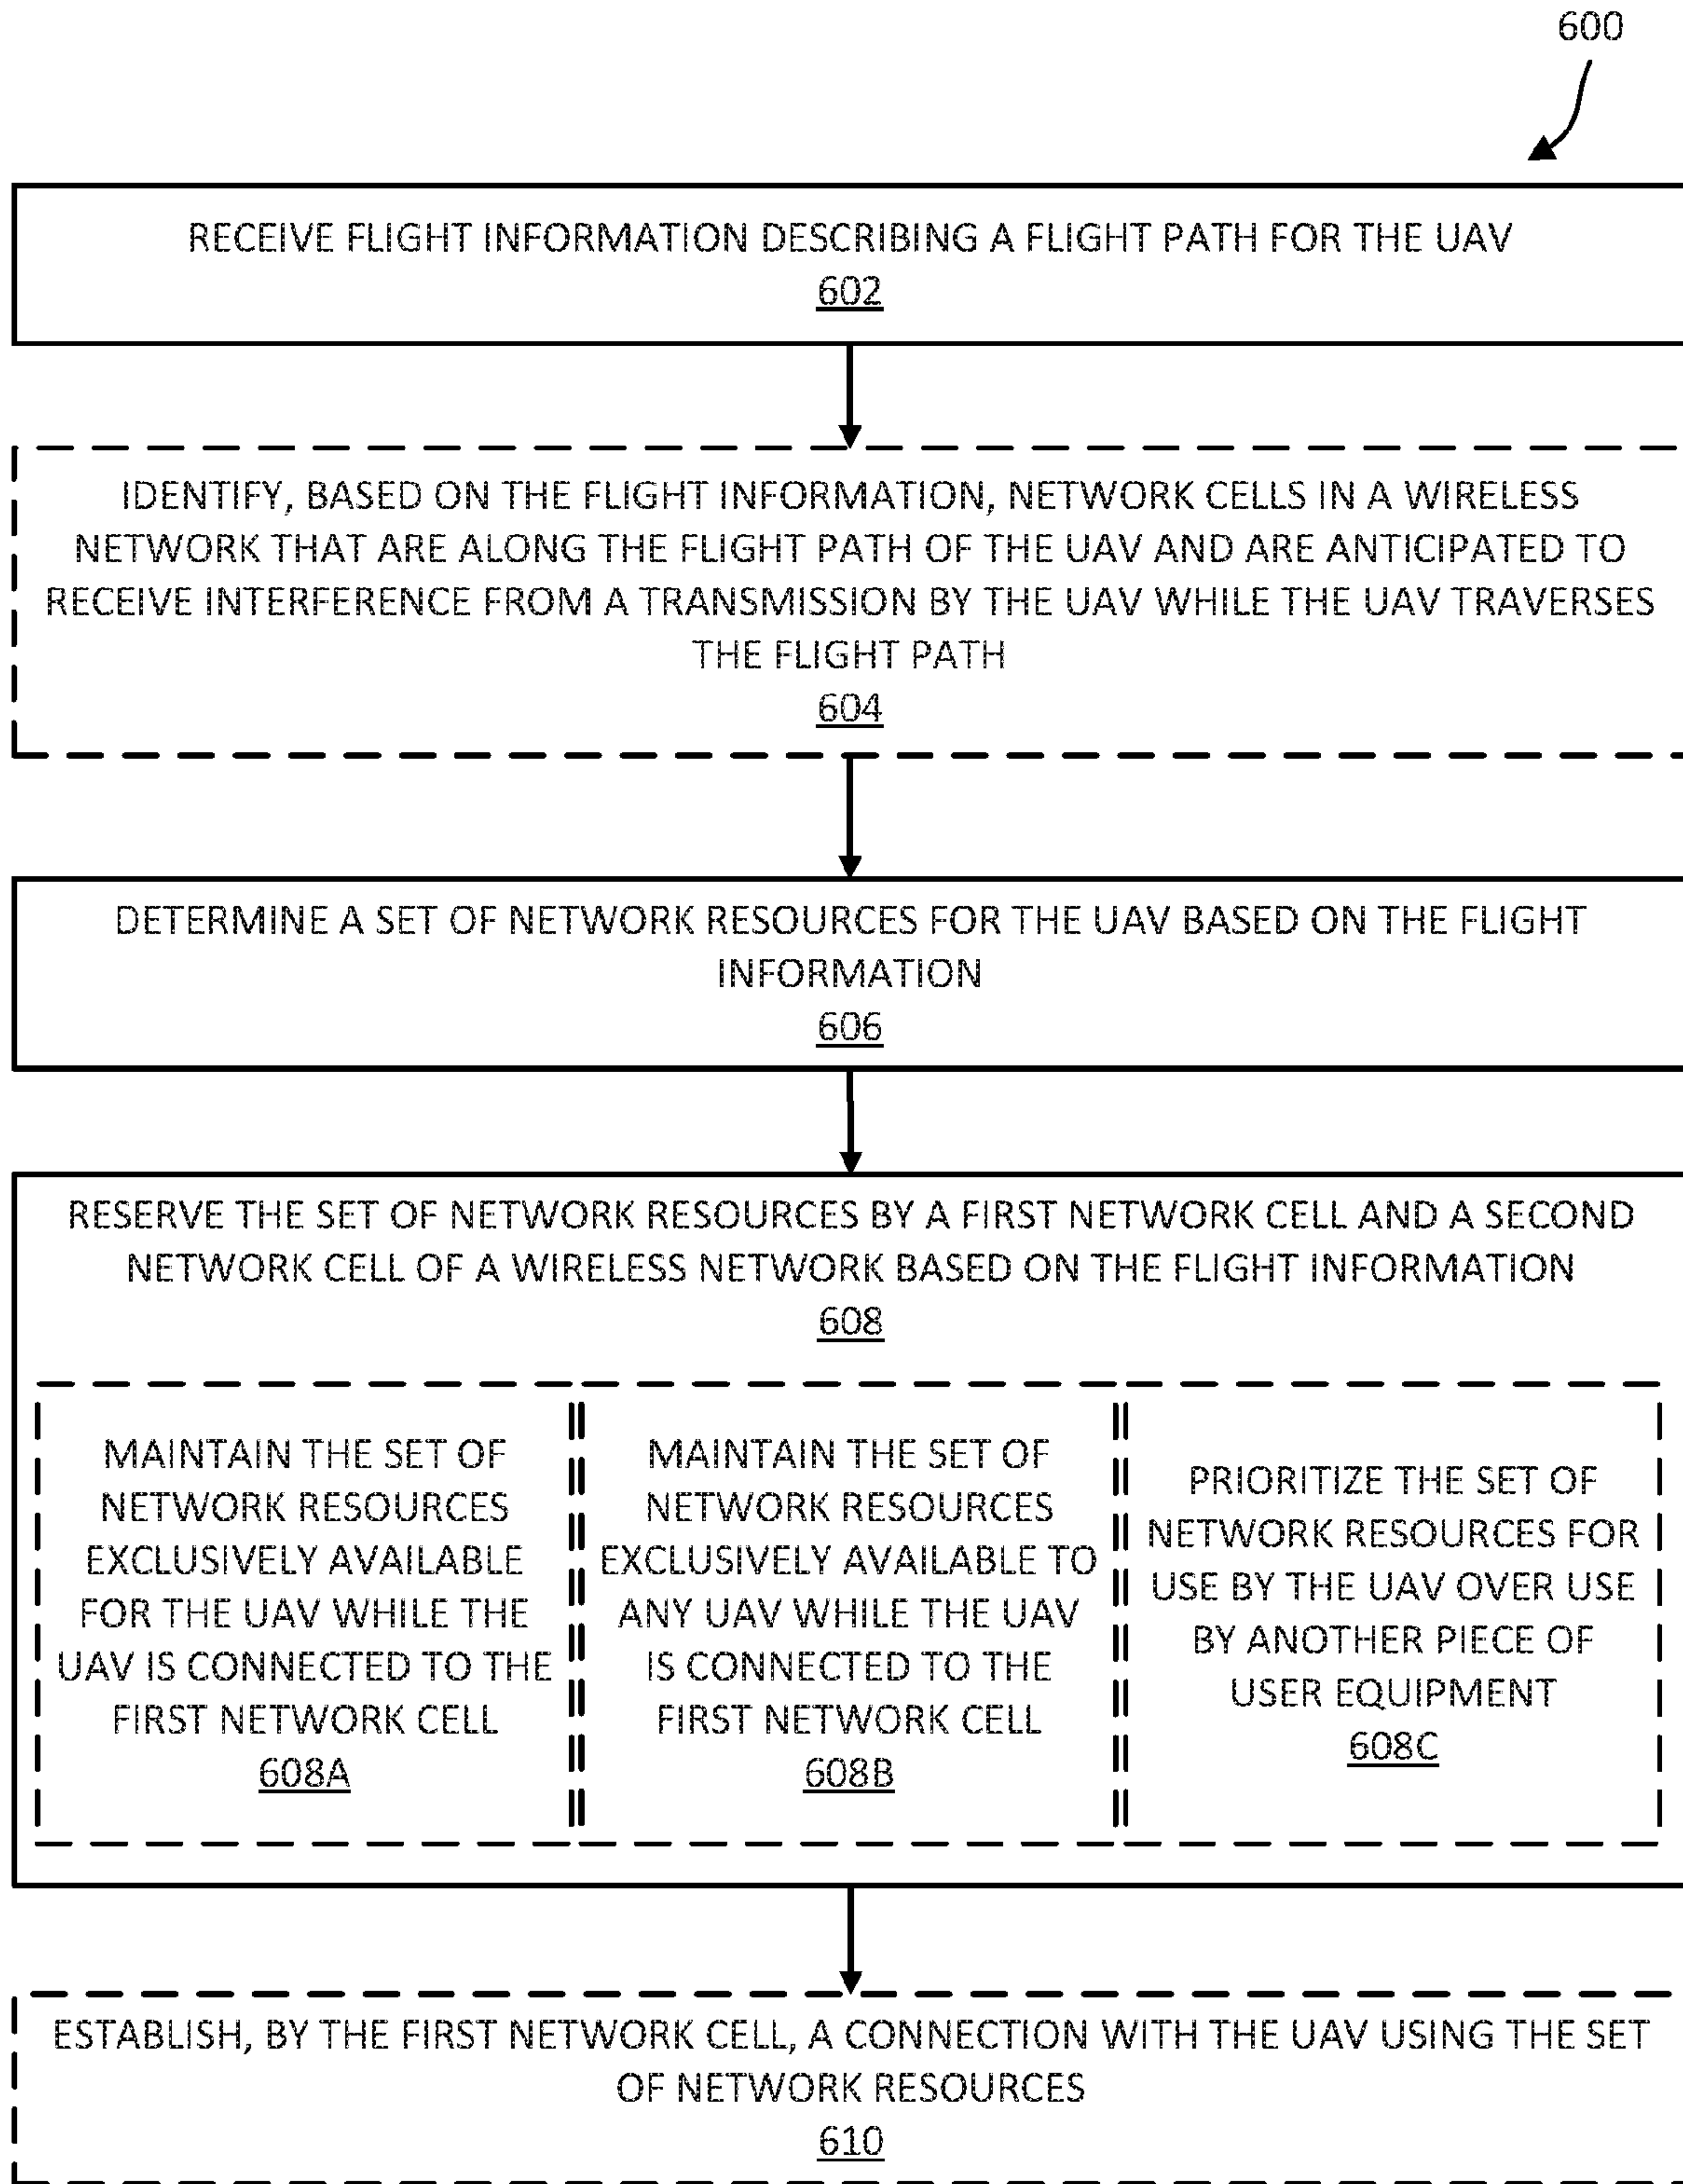 600
RECEIVE FLIGHT INFORMATION DESCRIBING A FLIGHT PATH FOR THE UAV
602
IDENTIFY, BASED ON THE FLIGHT INFORMATION, NETWORK CELLS IN A WIRELESS
NETWORK THAT ARE ALONG THE FLIGHT PATH OF THE UAV AND ARE ANTICIPATED TO
RECEIVE INTERFERENCE FROM A TRANSMISSION BY THE UAV WHILE THE UAV TRAVERSES
THE FLIGHT PATH
604
DETERMINE A SET OF NETWORK RESOURCES FOR THE UAV BASED ON THE FLIGHT
INFORMATION
606
RESERVE THE SET OF NETWORK RESOURCES BY A FIRST NETWORK CELL AND A SECOND
NETWORK CELL OF A WIRELESS NETWORK BASED ON THE FLIGHT INFORMATION
608
MAINTAIN THE SET OF
NETWORK RESOURCES
EXCLUSIVELY AVAILABLE
FOR THE UAV WHILE THE
UAV IS CONNECTED TO THE
FIRST NETWORK CELL
608A
MAINTAIN THE SET OF
NETWORK RESOURCES
EXCLUSIVELY AVAILABLE TO
ANY UAV WHILE THE UAV
IS CONNECTED TO THE
FIRST NETWORK CELL
608B
PRIORITIZE THE SET OF
NETWORK RESOURCES FOR
USE BY THE UAV OVER USE
BY ANOTHER PIECE OF
USER EQUIPMENT
608C
ESTABLISH, BY THE FIRST NETWORK CELL, A CONNECTION WITH THE UAV USING THE SET
OF NETWORK RESOURCES
610